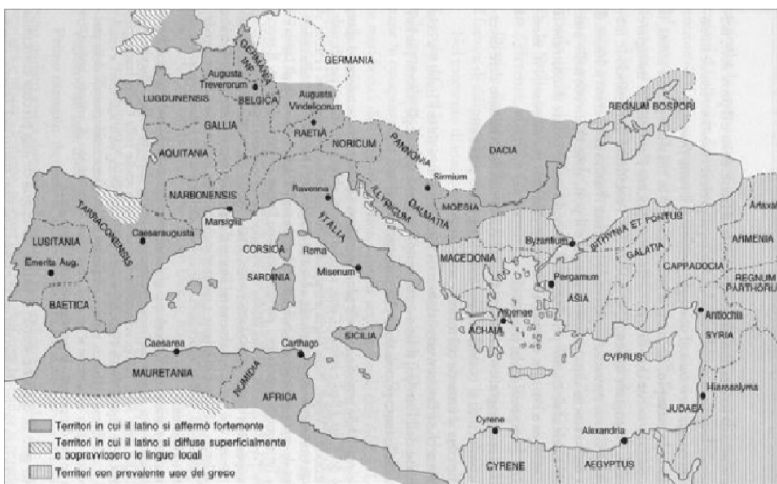 GERMANIA INF.
GERMANIA
Augusta
Treverorum
BELGICA
Augusta
Vindelicorum
LUGDUNENSIS
GALLIA
RAETIA
NORICUM
PANNONIA
DACIA
REGNUM BOSPORI
AQUITANIA
NARBONENSIS
Marsiglia
Ravenna
ITALIA
ILLYRICUM
DALMATIA
Sirmium
MOESIA
TARRACONENSIS
Caesaraugusta
LUSITANIA
Emerita Aug.
BAETICA
CORSICA
Roma
SARDINIA
Misenum
MACEDONIA
Byzantium
BITHYNIA ET PONTUS
GALATIA
CAPPADOCIA
ARMENIA
REGNUM
PARTHORUM
Pergamum
ASIA
Athenae
ACHAIA
SICILIA
Antiochia
SYRIA
CYPRUS
Hierosolyma
JUDAEA
Caesarea
Carthago
MAURETANIA
NUMIDIA
AFRICA
Cyrene
CYRENE
Alexandria
AEGYPTUS
Territori in cui il latino si affermò fortemente
Territori in cui il latino si diffuse superficialmente
e sopravvissero le lingue locali
Territori con prevalente uso del greco